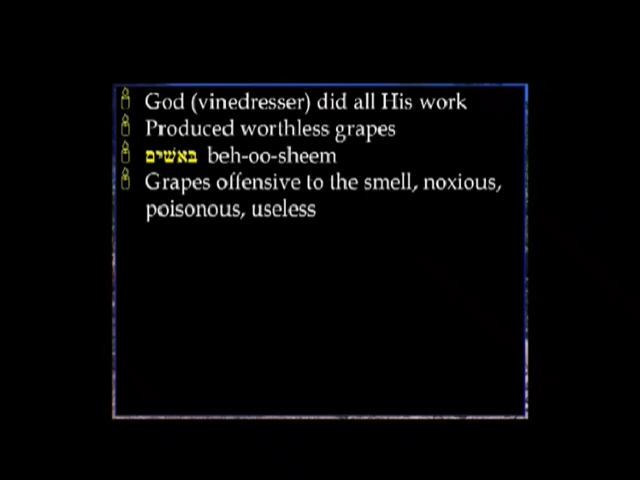 God (vinedresser) did all His work
Produced worthless grapes
באשים beh-oo-sheem
Grapes offensive to the smell, noxious,
poisonous, useless